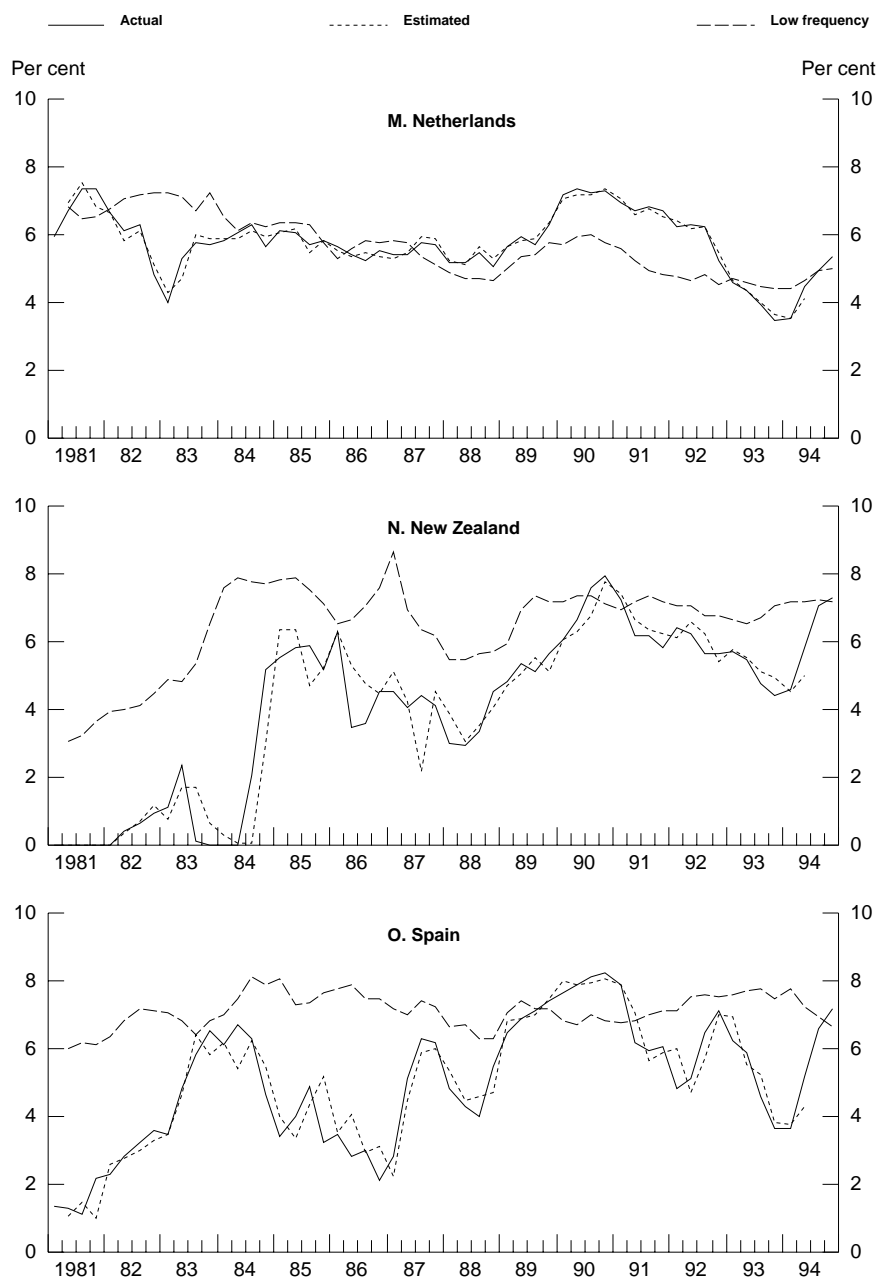 Actual Estimated Low frequency
Per cent Per cent
M. Netherlands
10 10
8 8
6 6
4 4
2 2
0 0
1981 82 83 84 85 86 87 88 89 90 91 92 93 94
N. New Zealand
10 10
8 8
6 6
4 4
2 2
0 0
1981 82 83 84 85 86 87 88 89 90 91 92 93 94
O. Spain
10 10
8 8
6 6
4 4
2 2
0 0
1981 82 83 84 85 86 87 88 89 90 91 92 93 94